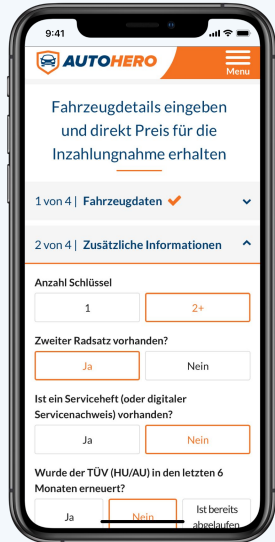 9:41
AUTOHERO
Menu
Fahrzeugdetails eingeben
und direkt Preis für die
Inzahlungnahme erhalten
1 von 4 | Fahrzeugdaten
2 von 4 | Zusätzliche Informationen
Anzahl Schlüssel
1 2+
Zweiter Radsatz vorhanden?
Ja Nein
Ist ein Serviceheft (oder digitaler
Servicenachweis) vorhanden?
Ja Nein
Wurde der TÜV (HU/AU) in den letzten 6
Monaten erneuert?
Ja Nein Ist bereits
abgelaufen